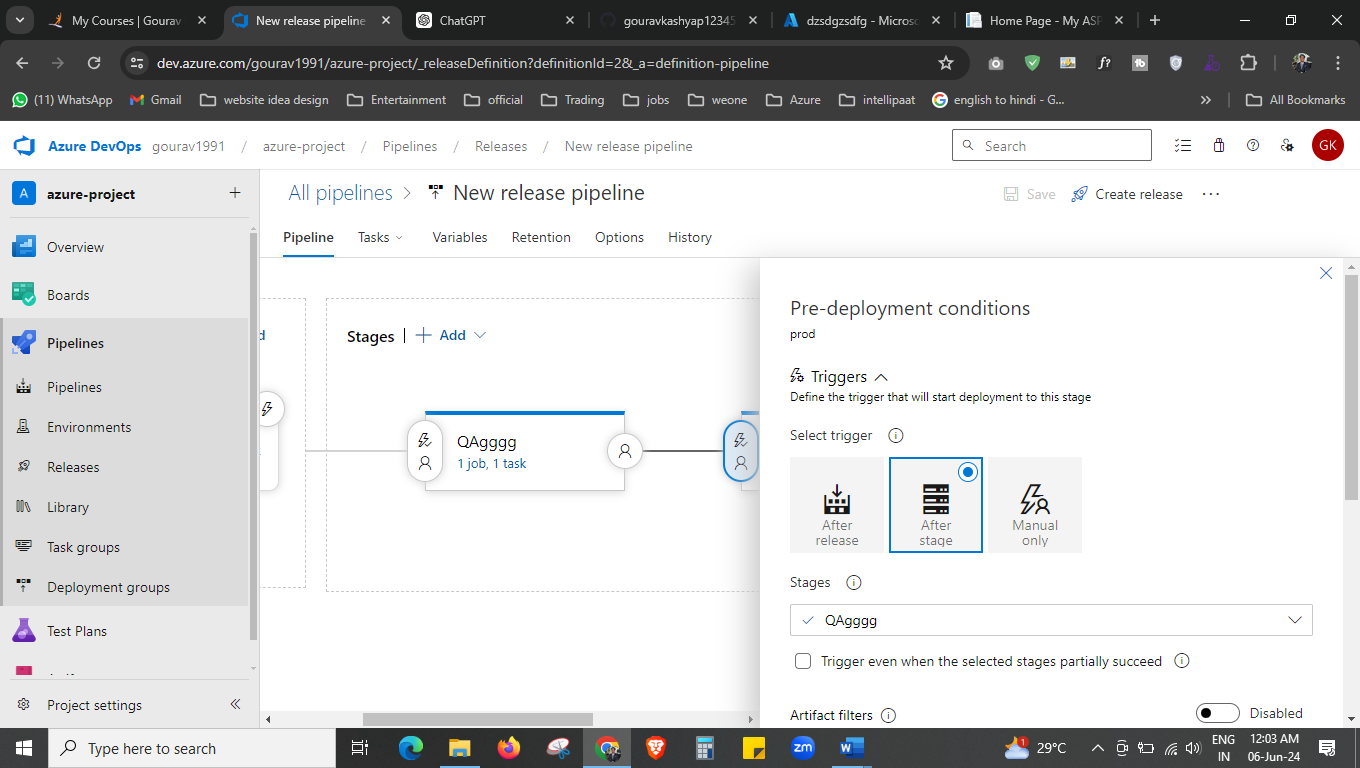 My Courses | Gourav
New release pipeline
ChatGPT
gouravkashyap12345
dzsdgzsdfg - Microsc
Home Page - My ASP
dev.azure.com/gourav1991/azure-project/_releaseDefinition?definitionId=2&_a=definition-pipeline
(11) WhatsApp
Gmail
website idea design
Entertainment
official
Trading
jobs
weone
Azure
intellipaat
english to hindi - G...
All Bookmarks
Azure DevOps
gourav1991 / azure-project / Pipelines / Releases / New release pipeline
Search
GK
A azure-project
Overview
Boards
Pipelines
Pipelines
Environments
Releases
Library
Task groups
Deployment groups
Test Plans
Project settings
All pipelines > New release pipeline
Save
Create release
Pipeline
Tasks
Variables
Retention
Options
History
d
Stages | + Add
QAgggg
1 job, 1 task
Pre-deployment conditions
prod
Triggers
Define the trigger that will start deployment to this stage
Select trigger
After release
After stage
Manual only
Stages
QAgggg
Trigger even when the selected stages partially succeed
Artifact filters
Disabled
Type here to search
zm
1
29°C
ENG
IN
12:03 AM
06-Jun-24